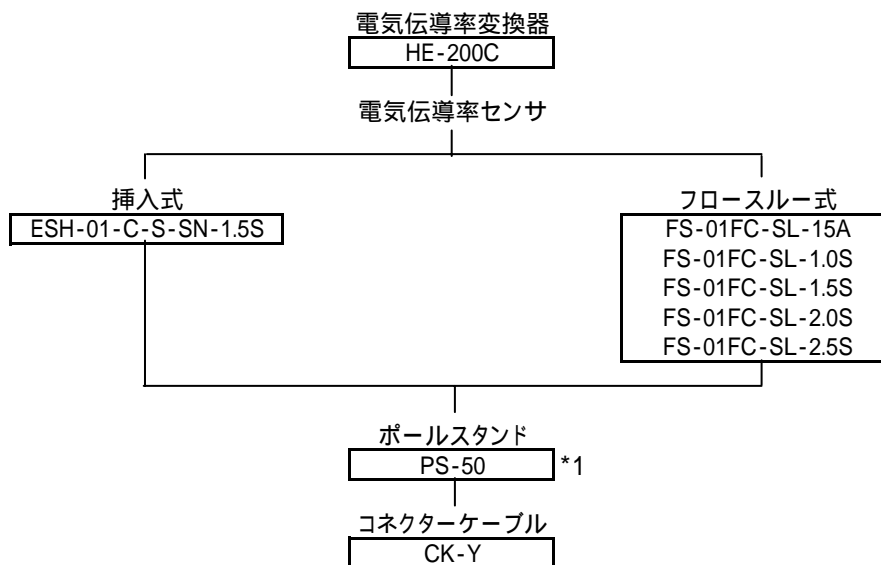 電気伝導率変換器
HE-200C
電気伝導率センサ
挿入式
ESH-01-C-S-SN-1.5S
フロースルー式
FS-01FC-SL-15A
FS-01FC-SL-1.0S
FS-01FC-SL-1.5S
FS-01FC-SL-2.0S
FS-01FC-SL-2.5S
ポールスタンド
PS-50 *1
コネクターケーブル
CK-Y